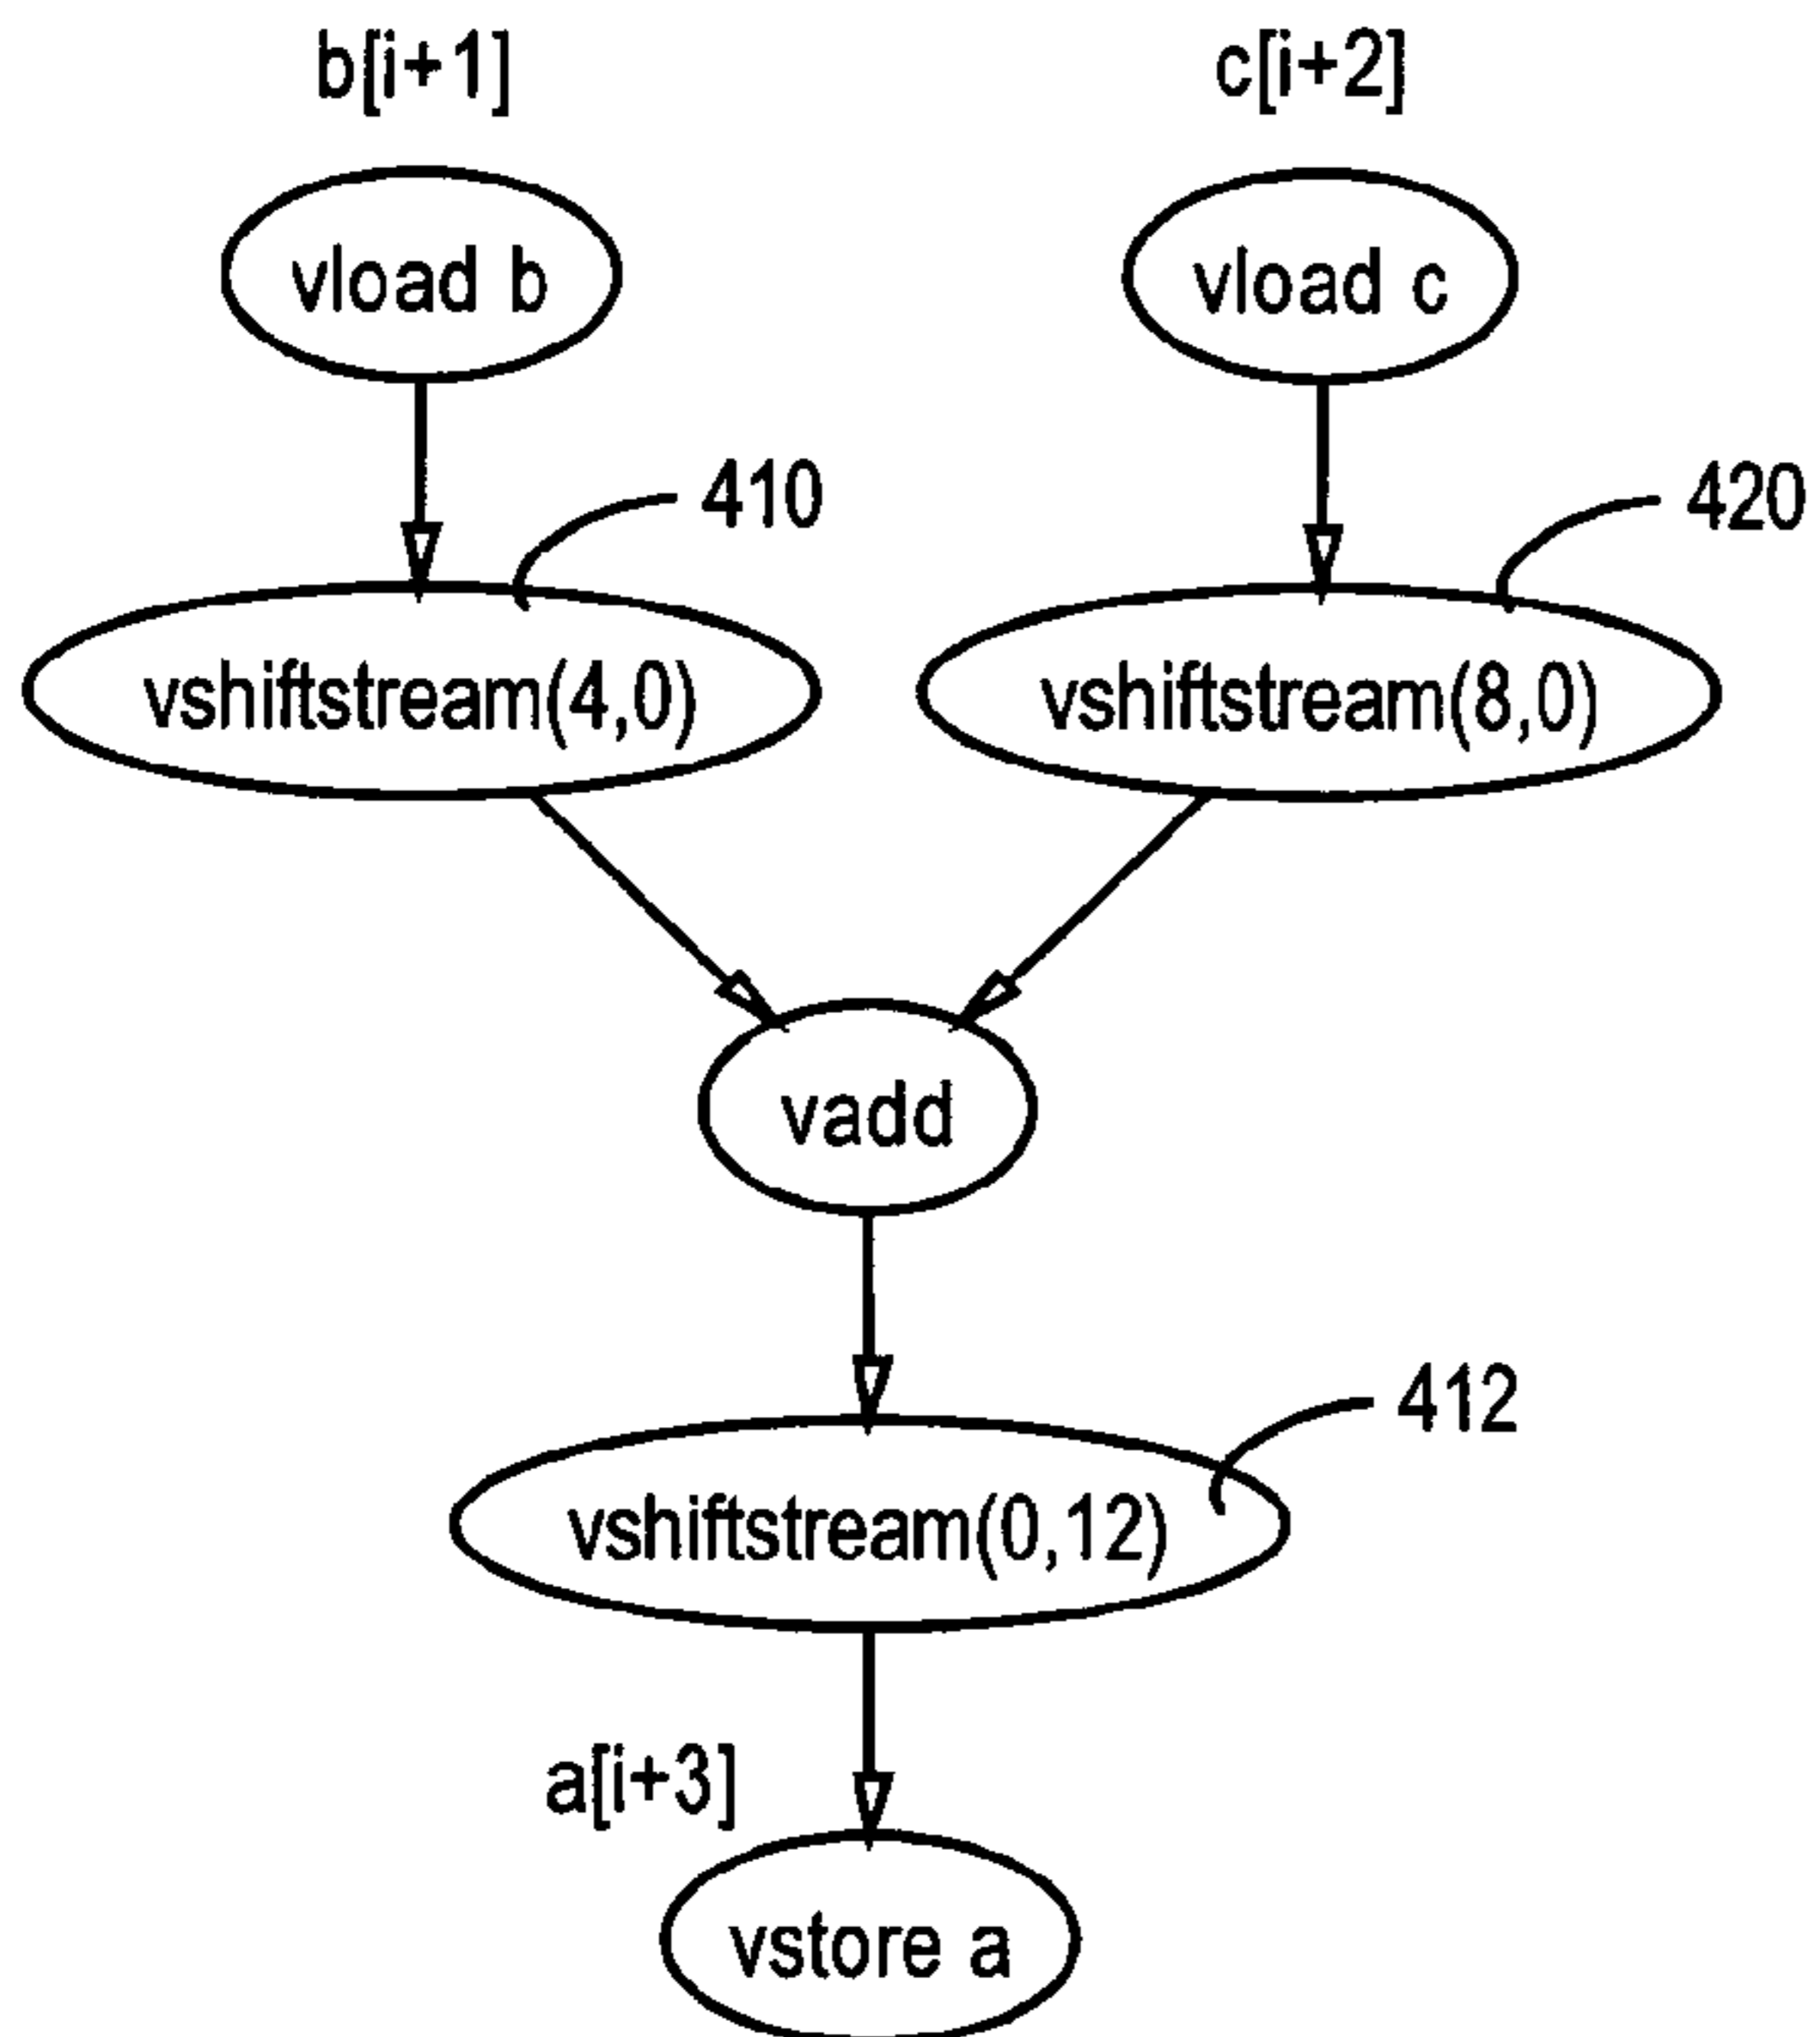 b[i+1]
c[i+2]
vload b
vload c
410
420
vshiftstream(4,0)
vshiftstream(8,0)
vadd
412
vshiftstream(0,12)
a[i+3]
vstore a